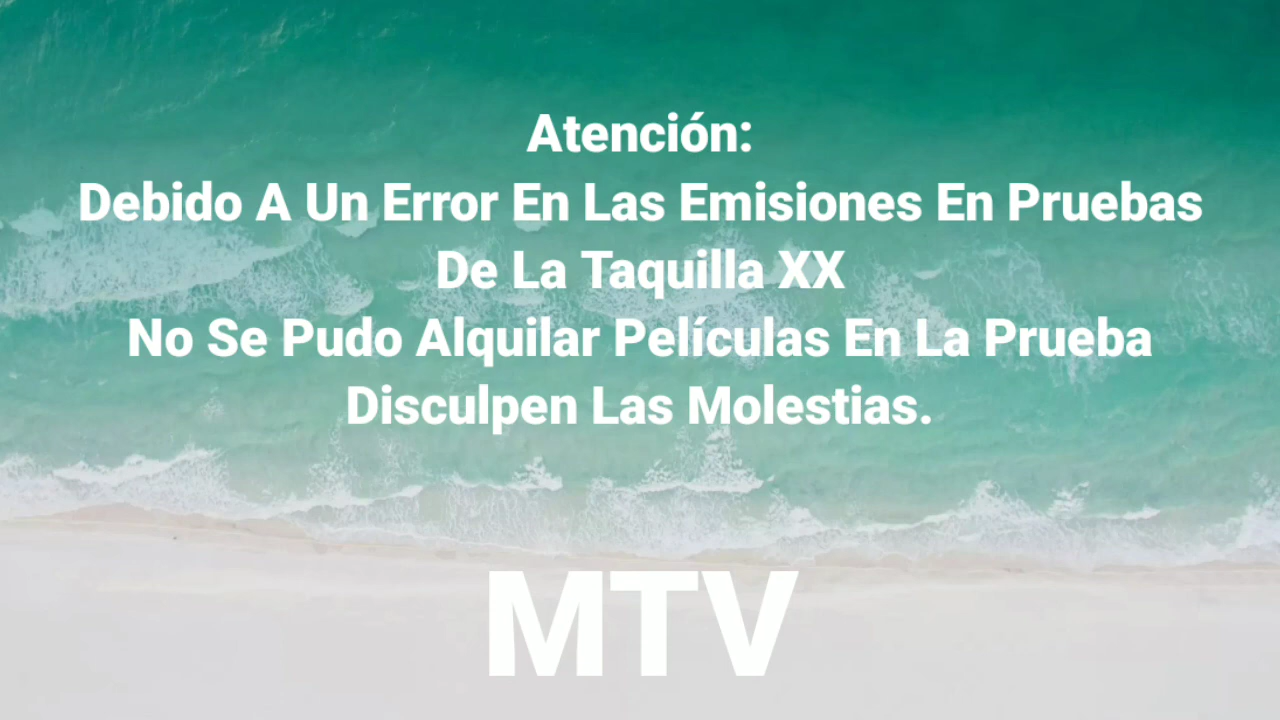 Atención:
Debido A Un Error En Las Emisiones En Pruebas
De La Taquilla XX
No Se Pudo Alquilar Películas En La Prueba
Disculpen Las Molestias.
MTV